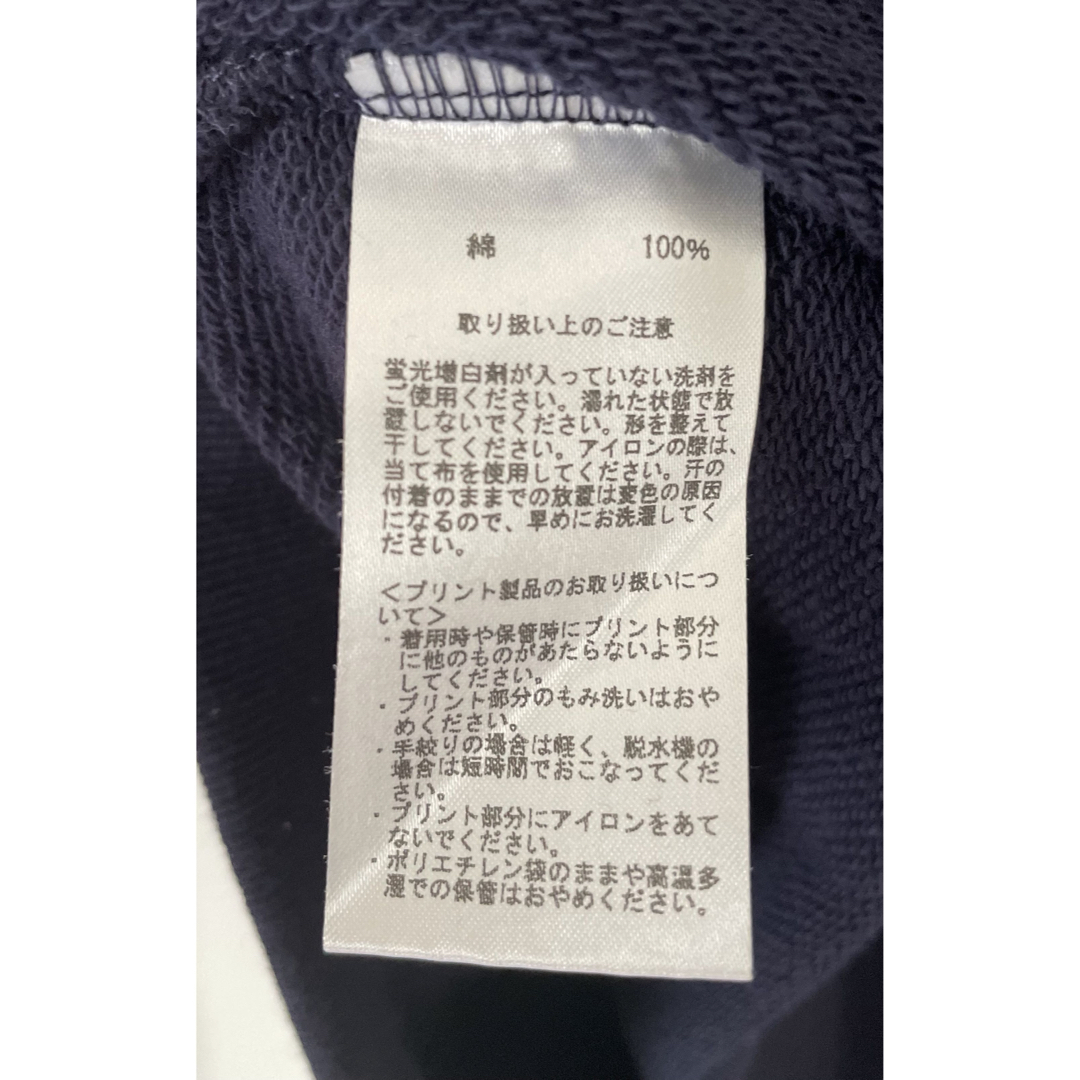 綿 100%
取り扱い上のご注意
蛍光増白剤が入っていない洗剤を
ご使用ください。濡れた状態で放
置しないでください。形を整えて
干してください。アイロンの際は、
当て布を使用してください。汗の
付着のままでの放置は変色の原因
になるので、早めにお洗濯してく
ださい。
＜プリント製品のお取り扱いにつ
いて＞
・着用時や保管時にプリント部分
に他のものがあたらないように
してください。
・プリント部分のもみ洗いはおや
めください。
・手絞りの場合は軽く、脱水機の
場合は短時間でおこなってくだ
さい。
・プリント部分にアイロンをあて
ないでください。
・ポリエチレン袋のままや高温多
湿での保管はおやめください。